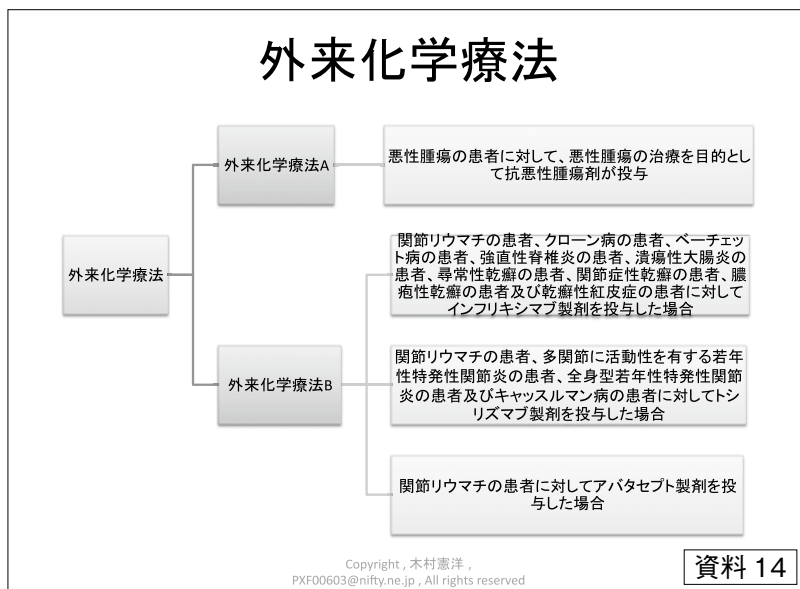 外来化学療法
外来化学療法A
悪性腫瘍の患者に対して、悪性腫瘍の治療を目的とし
て抗悪性腫瘍剤が投与
外来化学療法
関節リウマチの患者、クローン病の患者、ベーチェッ
ト病の患者、強直性脊椎炎の患者、潰瘍性大腸炎の
患者、尋常性乾癬の患者、関節症性乾癬の患者、膿
疱性乾癬の患者及び乾癬性紅皮症の患者に対して
インフリキシマブ製剤を投与した場合
外来化学療法B
関節リウマチの患者、多関節に活動性を有する若年
性特発性関節炎の患者、全身型若年性特発性関節
炎の患者及びキャッスルマン病の患者に対してトシ
リズマブ製剤を投与した場合
関節リウマチの患者に対してアバタセプト製剤を投
与した場合
Copyright , 木村憲洋 ,
PXF00603@nifty.ne.jp , All rights reserved
資料 14